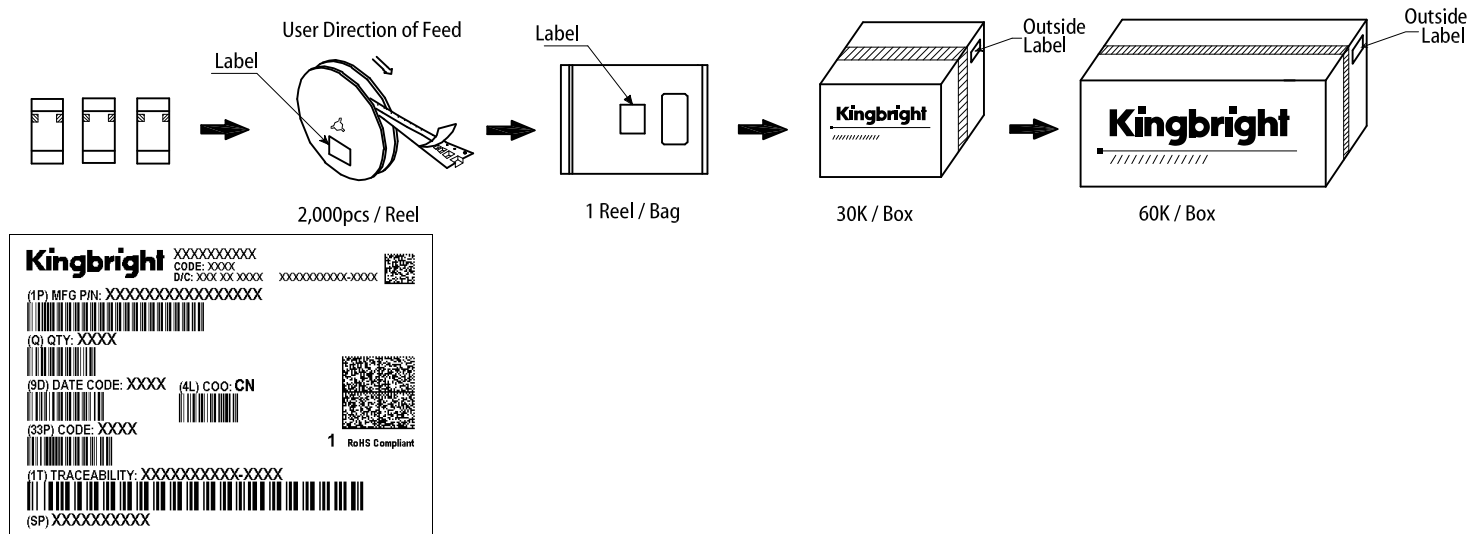 User Direction of Feed
Label
Label
Outside
Label
Outside
Label
Kingbright
Kingbright
2,000pcs / Reel
1 Reel / Bag
30K / Box
60K / Box
Kingbright
XXXXXXXXXX
CODE: XXXX
D/C: XXX XX XXXX
XXXXXXXXXX-XXXX
(1P) MFG P/N: XXXXXXXXXXXXXXXX
(Q) QTY: XXXX
(9D) DATE CODE: XXXX
(4L) COO: CN
(33P) CODE: XXXX
1 RoHS Compliant
(1T) TRACEABILITY: XXXXXXXXXX-XXXX
(SP) XXXXXXXXXX